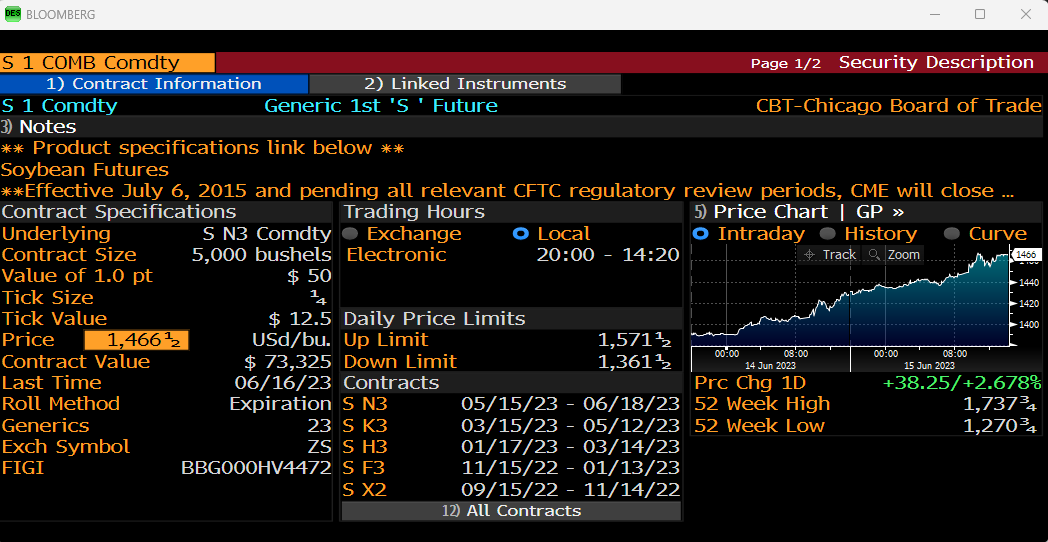 DES BLOOMBERG
S 1 COMB Comdty Page 1/2 Security Description
1) Contract Information 2) Linked Instruments
S 1 Comdty Generic 1st 'S ' Future CBT-Chicago Board of Trade
3) Notes
** Product specifications link below **
Soybean Futures
**Effective July 6, 2015 and pending all relevant CFTC regulatory review periods, CME will close ...
Contract Specifications
Underlying S N3 Comdty
Contract Size 5,000 bushels
Value of 1.0 pt $ 50
Tick Size ¼
Tick Value $ 12.5
Price 1,466½ USd/bu.
Contract Value $ 73,325
Last Time 06/16/23
Roll Method Expiration
Generics 23
Exch Symbol ZS
FIGI BBG000HV4472
Trading Hours
Exchange Local
Electronic 20:00 - 14:20
Daily Price Limits
Up Limit 1,571½
Down Limit 1,361½
Contracts
S N3 05/15/23 - 06/18/23
S K3 03/15/23 - 05/12/23
S H3 01/17/23 - 03/14/23
S F3 11/15/22 - 01/13/23
S X2 09/15/22 - 11/14/22
12) All Contracts
5) Price Chart | GP »
Intraday History Curve
Track Zoom
1466
1440
1420
1400
00:00 08:00 00:00 08:00
14 Jun 2023 15 Jun 2023
Prc Chg 1D +38.25/+2.678%
52 Week High 1,737¾
52 Week Low 1,270¾